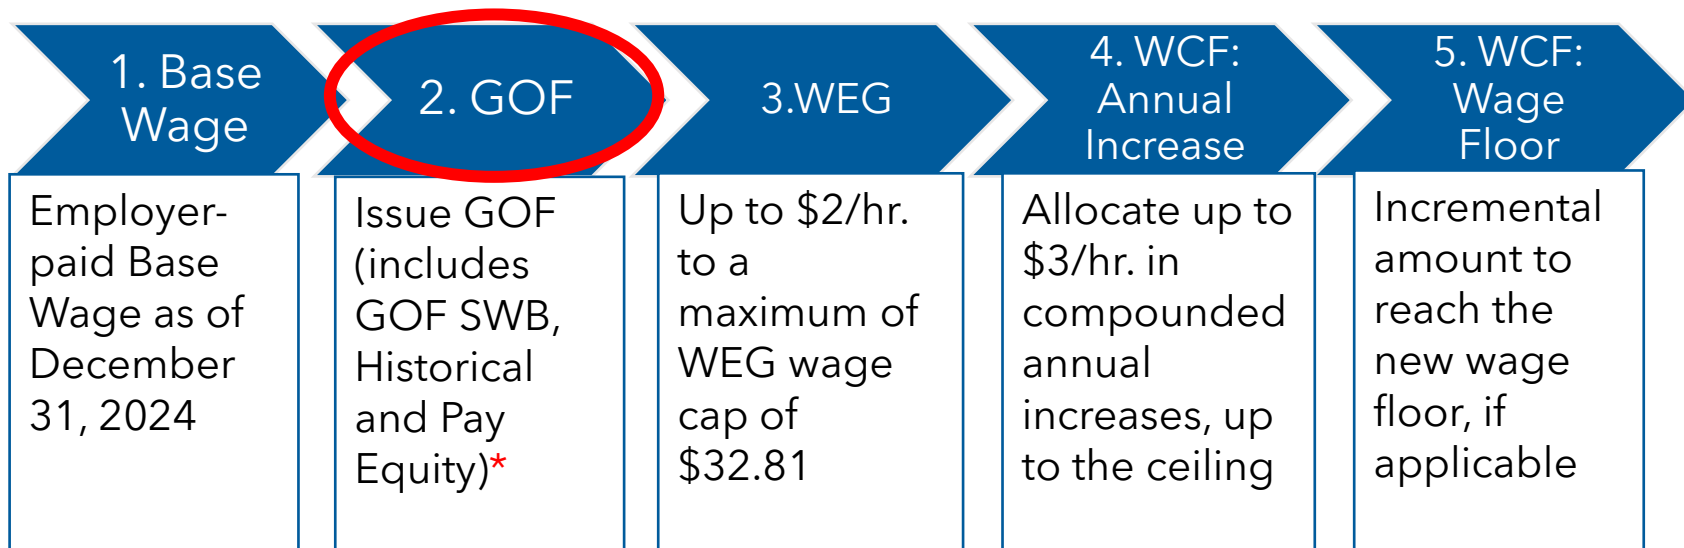 1. Base
Wage
2. GOF
3.WEG
4. WCF:
Annual
Increase
5. WCF:
Wage
Floor
Employer-
paid Base
Wage as of
December
31, 2024
Issue GOF
(includes
GOF SWB,
Historical
and Pay
Equity)*
Up to $2/hr.
to a
maximum of
WEG wage
cap of
$32.81
Allocate up to
$3/hr. in
compounded
annual
increases, up
to the ceiling
Incremental
amount to
reach the
new wage
floor, if
applicable